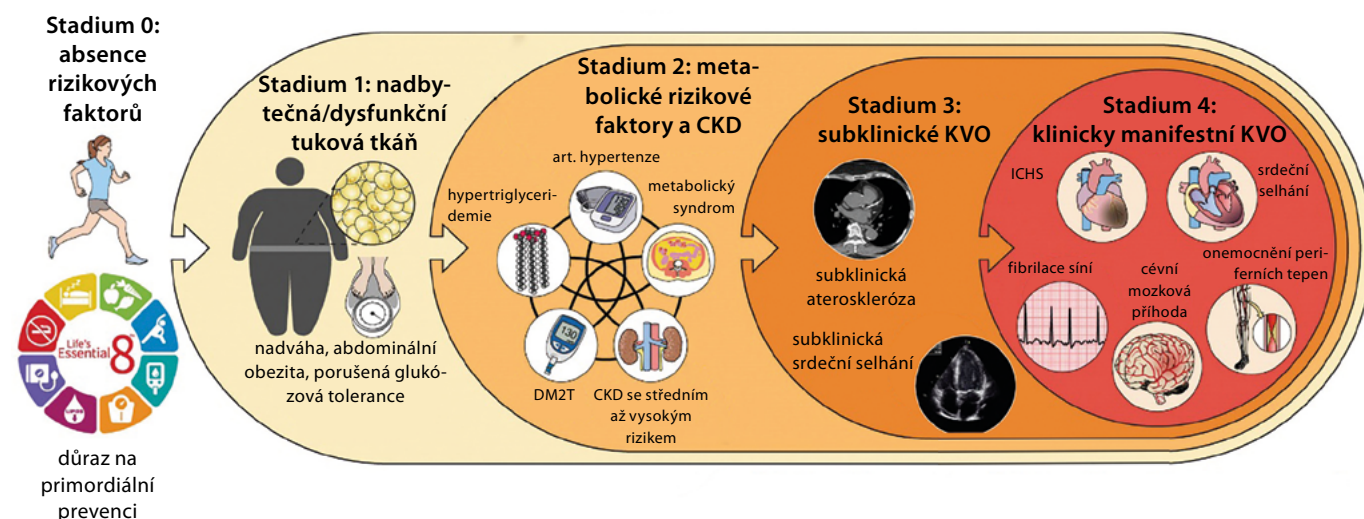 Stadium 0:
absence
rizikových
faktorů
Life's
Essential 8
LIPIDS
důraz na
primordiální
prevenci
Stadium 1: nadby-
tečná/dysfunkční
tuková tkáň
nadváha, abdominální
obezita, porušená glukó-
zová tolerance
Stadium 2: meta-
bolické rizikové
faktory a CKD
art. hypertenze
hypertriglyceri-
demie
metabolický
syndrom
130
DM2T
CKD se středním
až vysokým
rizikem
Stadium 3:
subklinické KVO
subklinická
ateroskleróza
subklinická
srdeční selhání
Stadium 4:
klinicky manifestní KVO
ICHS
srdeční
selhání
fibrilace síní
cévní
mozková
příhoda
onemocnění peri-
ferních tepen